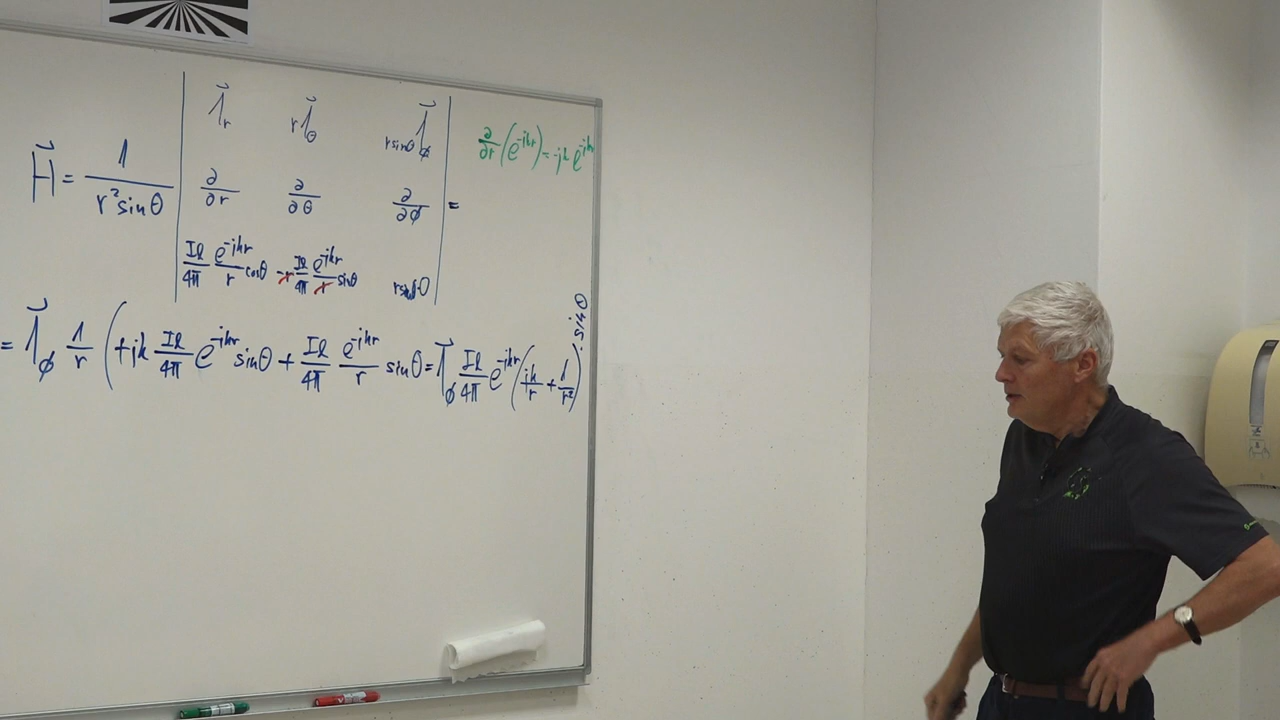 1⃗_r  r1⃗_θ  r sinθ 1⃗_ϕ
H⃗ = 1/(r² sinθ) | ∂/∂r  ∂/∂θ  ∂/∂ϕ | =
Il/4π e^{-jkr}/r cosθ  -r Il/4π e^{-jkr}/r sinθ  r sinθ·0
∂/∂r (e^{-jkr}) = -jk e^{-jkr}
= 1⃗_ϕ 1/r (+jk Il/4π e^{-jkr} sinθ + Il/4π e^{-jkr}/r sinθ = 1⃗_ϕ Il/4π e^{-jkr} (jk/r + 1/r²) · sinθ